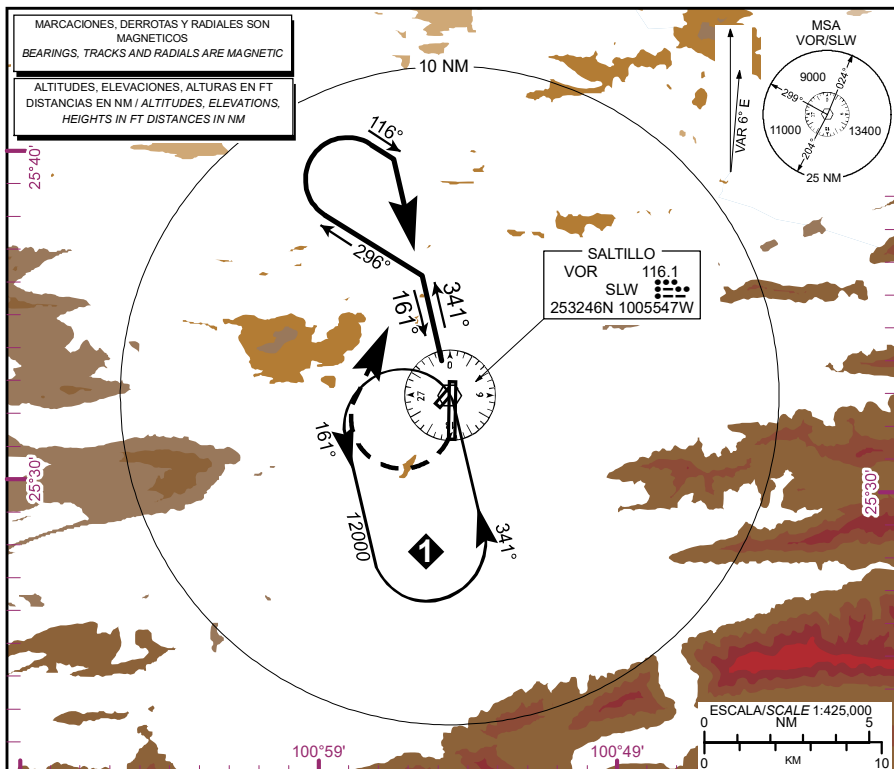 MARCACIONES, DERROTAS Y RADIALES SON
MAGNETICOS
BEARINGS, TRACKS AND RADIALS ARE MAGNETIC
ALTITUDES, ELEVACIONES, ALTURAS EN FT
DISTANCIAS EN NM / ALTITUDES, ELEVATIONS,
HEIGHTS IN FT DISTANCES IN NM
10 NM
VAR 6° E
MSA
VOR/SLW
9000
024°
299°
11000
13400
204°
25 NM
25°40'
116°
296°
341°
161°
SALTILLO
VOR 116.1
SLW
253246N 1005547W
0
27
9
18
161°
12000
1
341°
25°30'
25°30'
100°59'
100°49'
ESCALA/SCALE 1:425,000
0 NM 5
0 KM 10